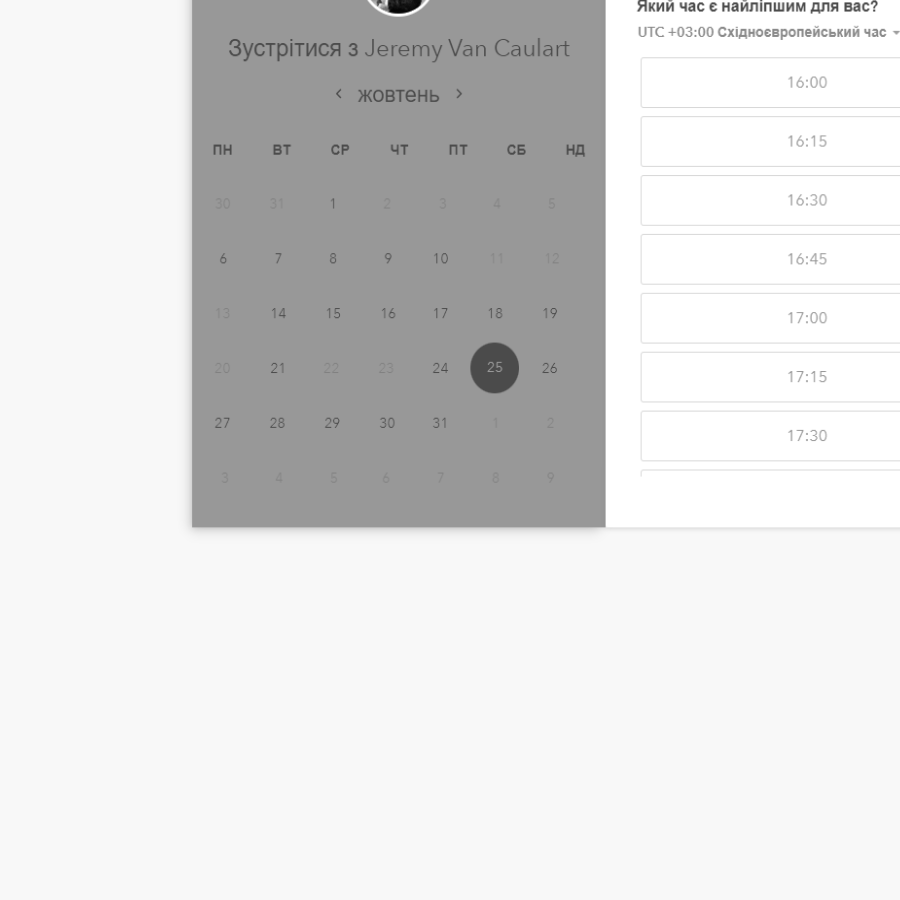 Зустрітися з Jeremy Van Caulart
жовтень
ПН ВТ СР ЧТ ПТ СБ НД
30 31 1 2 3 4 5
6 7 8 9 10 11 12
13 14 15 16 17 18 19
20 21 22 23 24 25 26
27 28 29 30 31 1 2
3 4 5 6 7 8 9
Який час є найліпшим для вас?
UTC +03:00 Східноєвропейський час
16:00
16:15
16:30
16:45
17:00
17:15
17:30